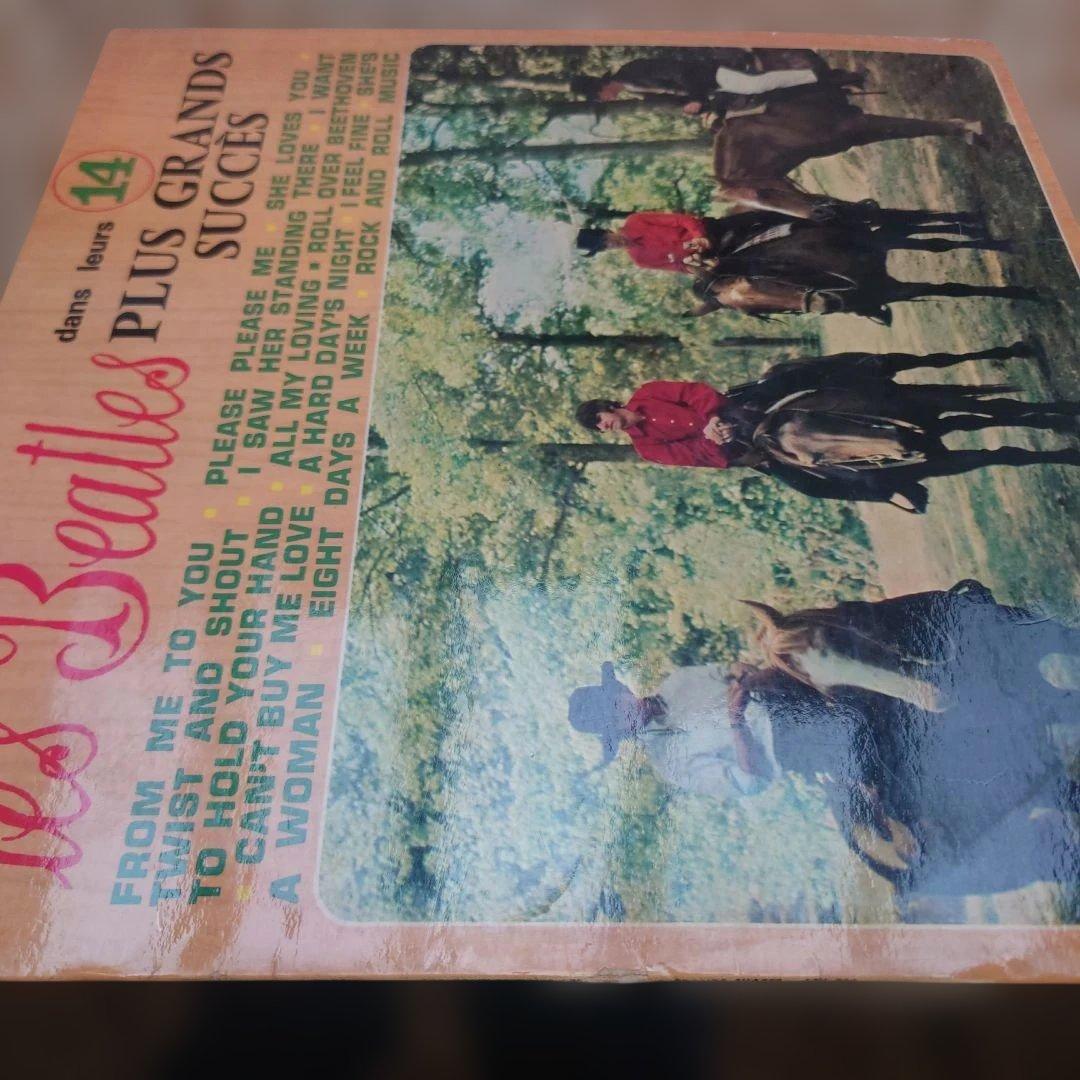 les Beatles
dans leurs 14
PLUS GRANDS
SUCCÈS
FROM ME TO YOU • PLEASE PLEASE ME • SHE LOVES YOU •
TWIST AND SHOUT • I SAW HER STANDING THERE • I WANT
TO HOLD YOUR HAND • ALL MY LOVING • ROLL OVER BEETHOVEN
• CAN'T BUY ME LOVE • A HARD DAY'S NIGHT • I FEEL FINE • SHE'S
A WOMAN • EIGHT DAYS A WEEK • ROCK AND ROLL MUSIC